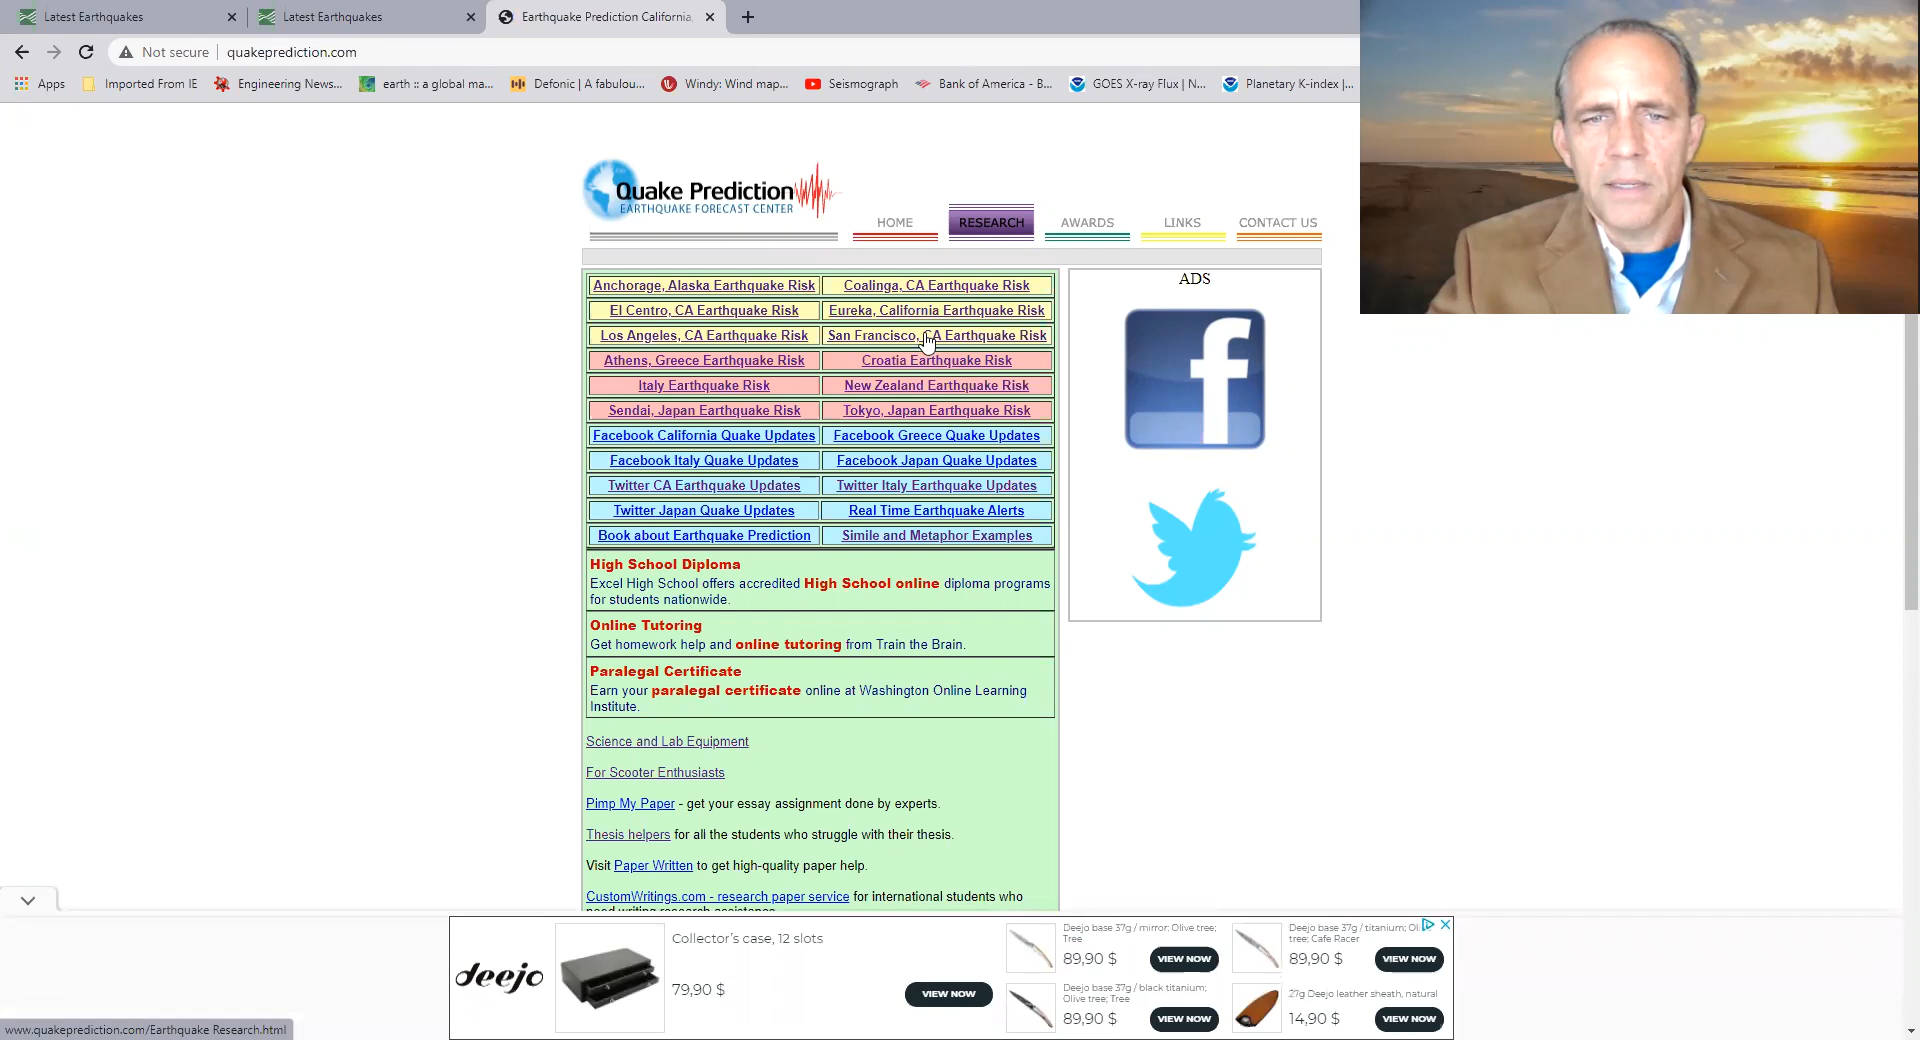 Latest Earthquakes
Latest Earthquakes
Earthquake Prediction California,
Not secure
quakeprediction.com
Apps
Imported From IE
Engineering News...
earth :: a global ma...
Defonic | A fabulou...
Windy: Wind map...
Seismograph
Bank of America - B...
GOES X-ray Flux | N...
Planetary K-index |...
Quake Prediction
EARTHQUAKE FORECAST CENTER
HOME
RESEARCH
AWARDS
LINKS
CONTACT US
Anchorage, Alaska Earthquake Risk
Coalinga, CA Earthquake Risk
El Centro, CA Earthquake Risk
Eureka, California Earthquake Risk
Los Angeles, CA Earthquake Risk
San Francisco, CA Earthquake Risk
Athens, Greece Earthquake Risk
Croatia Earthquake Risk
Italy Earthquake Risk
New Zealand Earthquake Risk
Sendai, Japan Earthquake Risk
Tokyo, Japan Earthquake Risk
Facebook California Quake Updates
Facebook Greece Quake Updates
Facebook Italy Quake Updates
Facebook Japan Quake Updates
Twitter CA Earthquake Updates
Twitter Italy Earthquake Updates
Twitter Japan Quake Updates
Real Time Earthquake Alerts
Book about Earthquake Prediction
Simile and Metaphor Examples
ADS
f
High School Diploma
Excel High School offers accredited High School online diploma programs
for students nationwide.
Online Tutoring
Get homework help and online tutoring from Train the Brain.
Paralegal Certificate
Earn your paralegal certificate online at Washington Online Learning
Institute.
Science and Lab Equipment
For Scooter Enthusiasts
Pimp My Paper - get your essay assignment done by experts.
Thesis helpers for all the students who struggle with their thesis.
Visit Paper Written to get high-quality paper help.
CustomWritings.com - research paper service for international students who
need writing research assistance
deejo
Collector's case, 12 slots
79,90 $
VIEW NOW
Deejo base 37g / mirror; Olive tree;
Tree
89,90 $
VIEW NOW
Deejo base 37g / titanium; Oli
tree; Cafe Racer
89,90 $
VIEW NOW
Deejo base 37g / black titanium;
Olive tree; Tree
89,90 $
VIEW NOW
27g Deejo leather sheath, natural
14,90 $
VIEW NOW
www.quakeprediction.com/Earthquake Research.html